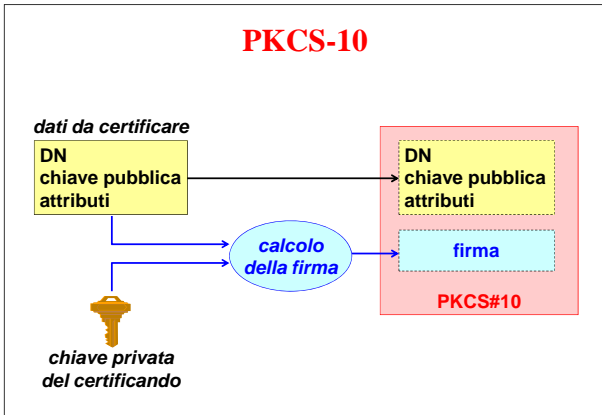 PKCS-10
dati da certificare
DN
chiave pubblica
attributi
DN
chiave pubblica
attributi
calcolo
della firma
firma
PKCS#10
chiave privata
del certificando